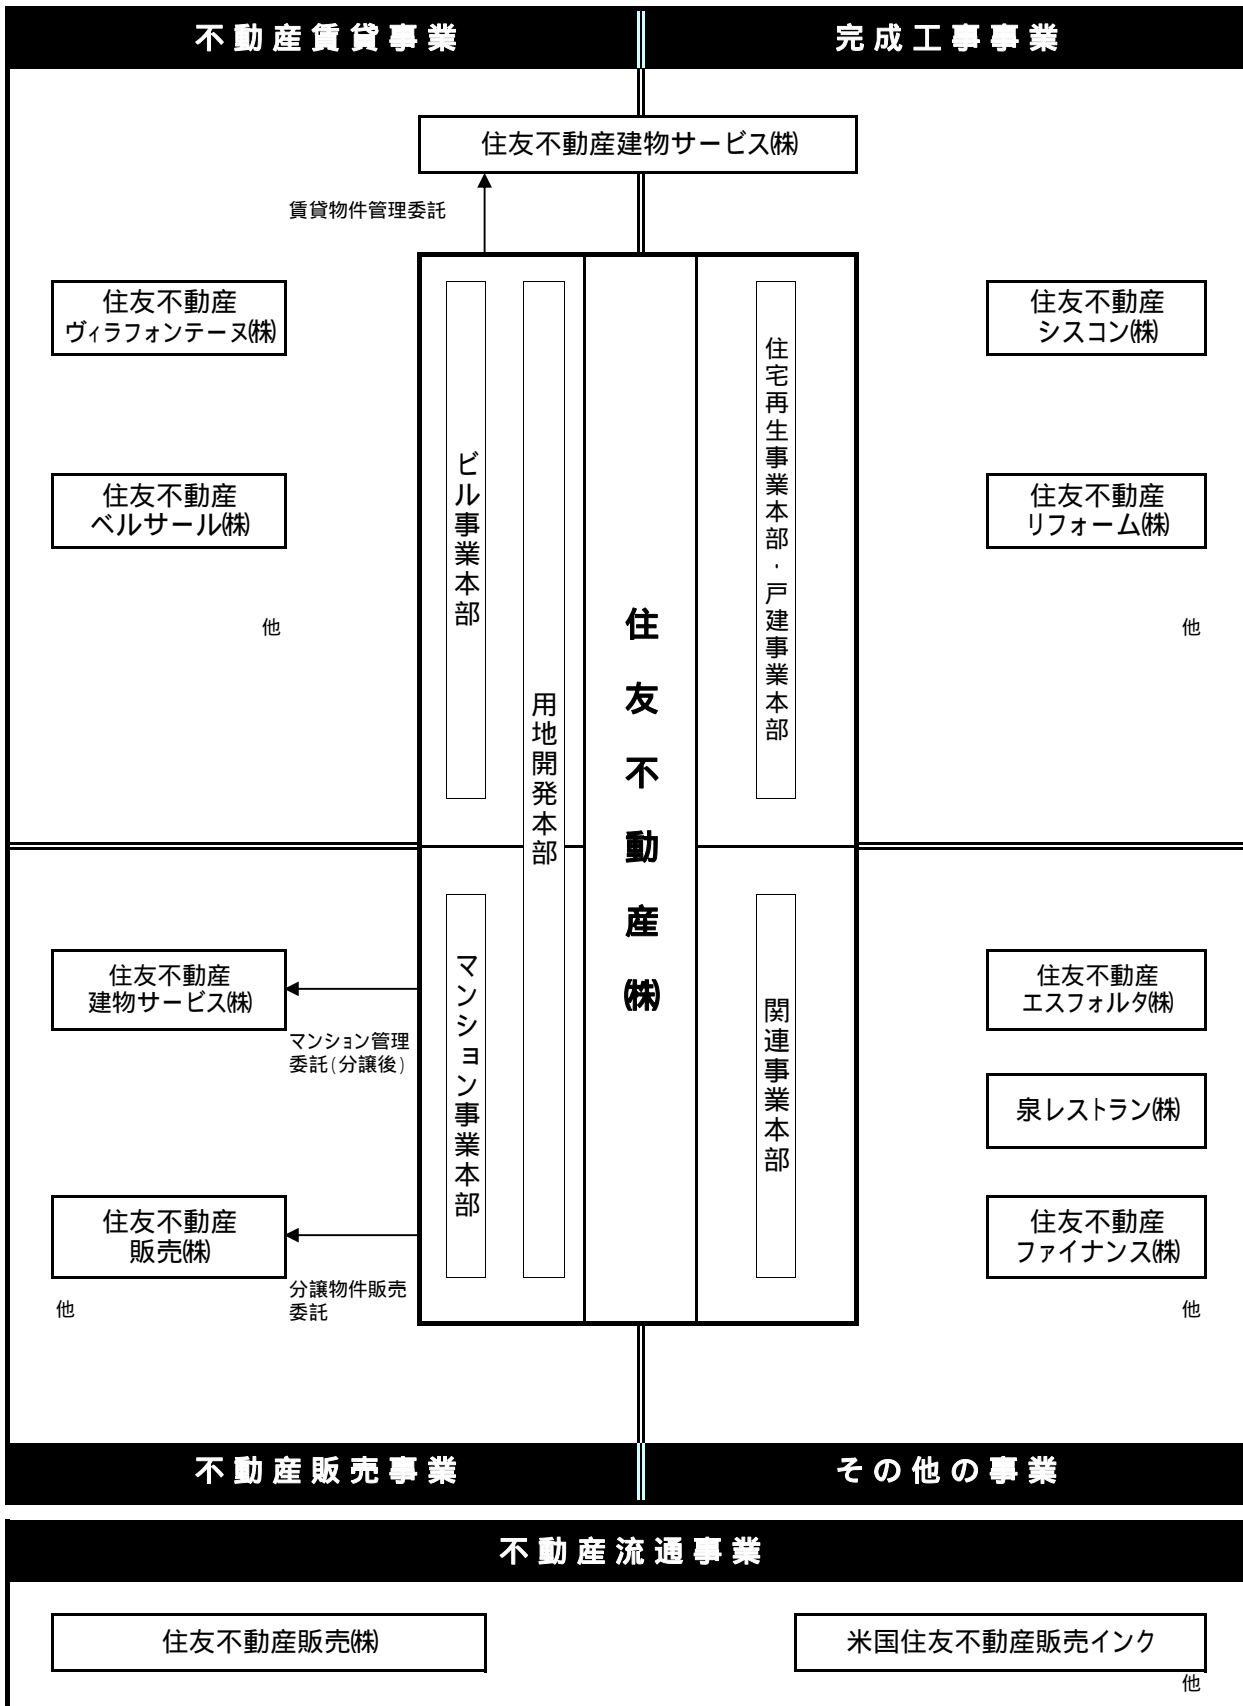 不動産賃貸事業
完成工事事業
住友不動産建物サービス㈱
賃貸物件管理委託
住友不動産
ヴィラフォンテーヌ㈱
住友不動産
ベルサール㈱
他
ビル事業本部
用地開発本部
住友不動産㈱
住宅再生事業本部・戸建事業本部
住友不動産
シスコン㈱
住友不動産
リフォーム㈱
他
住友不動産
建物サービス㈱
マンション管理
委託(分譲後)
住友不動産
販売㈱
分譲物件販売
委託
他
マンション事業本部
関連事業本部
住友不動産
エスフォルタ㈱
泉レストラン㈱
住友不動産
ファイナンス㈱
他
不動産販売事業
その他の事業
不動産流通事業
住友不動産販売㈱
米国住友不動産販売インク
他